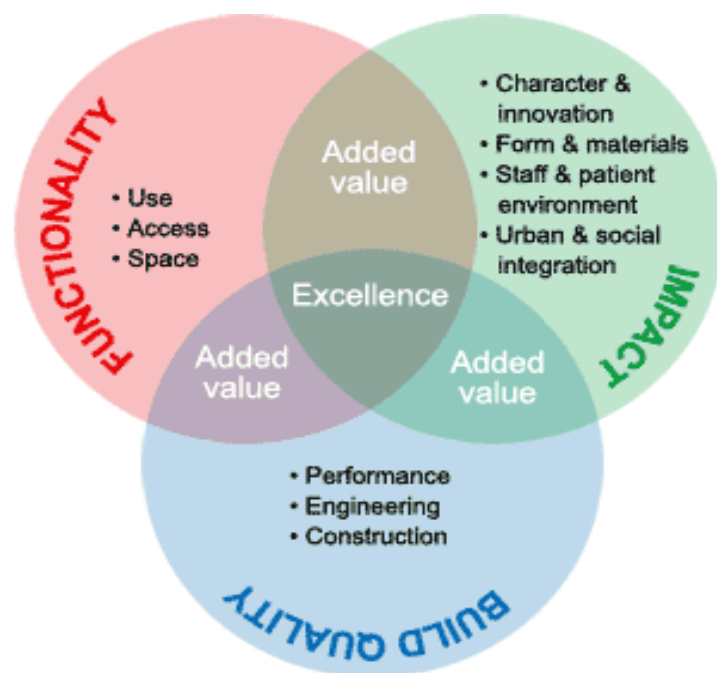 FUNCTIONALITY
• Use
• Access
• Space
Added
value
• Character &
innovation
• Form & materials
• Staff & patient
environment
• Urban & social
integration
IMPACT
Excellence
Added
value
Added
value
• Performance
• Engineering
• Construction
BUILD QUALITY